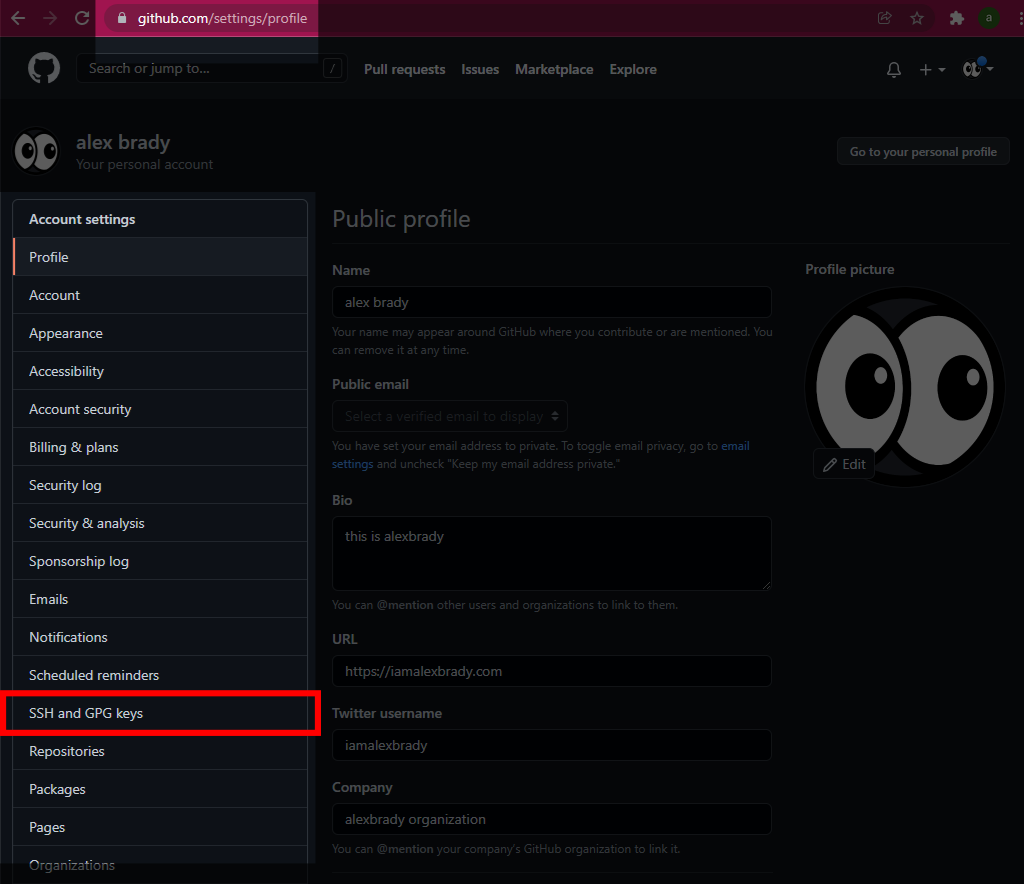 github.com/settings/profile
a
Search or jump to...
/
Pull requests
Issues
Marketplace
Explore
alex brady
Your personal account
Go to your personal profile
Account settings
Profile
Account
Appearance
Accessibility
Account security
Billing & plans
Security log
Security & analysis
Sponsorship log
Emails
Notifications
Scheduled reminders
SSH and GPG keys
Repositories
Packages
Pages
Organizations
Public profile
Name
alex brady
Your name may appear around GitHub where you contribute or are mentioned. You
can remove it at any time.
Public email
Select a verified email to display
You have set your email address to private. To toggle email privacy, go to email
settings and uncheck "Keep my email address private."
Bio
this is alexbrady
You can @mention other users and organizations to link to them.
URL
https://iamalexbrady.com
Twitter username
iamalexbrady
Company
alexbrady organization
You can @mention your company's GitHub organization to link it.
Profile picture
Edit